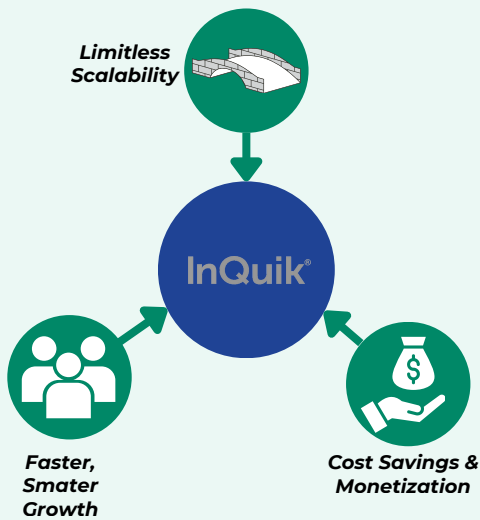 Limitless
Scalability
InQuik®
$
Faster,
Smater
Growth
Cost Savings &
Monetization